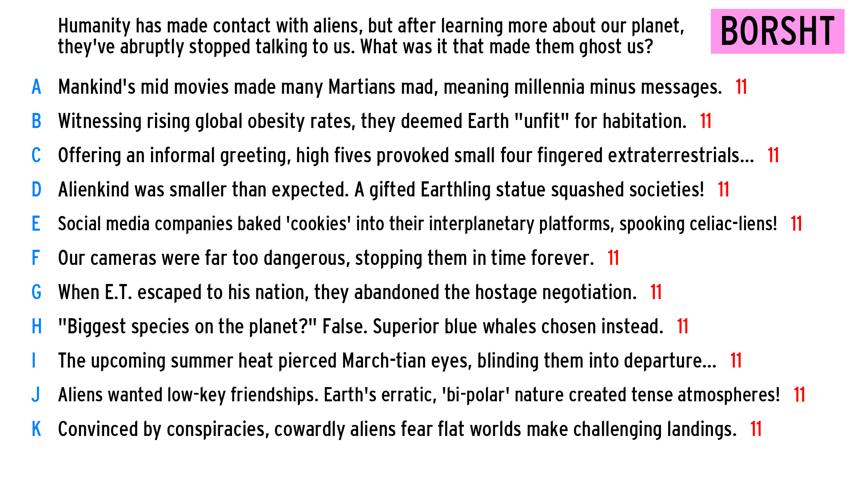 Humanity has made contact with aliens, but after learning more about our planet,
they've abruptly stopped talking to us. What was it that made them ghost us?
BORSHT
A Mankind's mid movies made many Martians mad, meaning millennia minus messages. 11
B Witnessing rising global obesity rates, they deemed Earth "unfit" for habitation. 11
C Offering an informal greeting, high fives provoked small four fingered extraterrestrials... 11
D Alienkind was smaller than expected. A gifted Earthling statue squashed societies! 11
E Social media companies baked 'cookies' into their interplanetary platforms, spooking celiac-liens! 11
F Our cameras were far too dangerous, stopping them in time forever. 11
G When E.T. escaped to his nation, they abandoned the hostage negotiation. 11
H "Biggest species on the planet?" False. Superior blue whales chosen instead. 11
I The upcoming summer heat pierced March-tian eyes, blinding them into departure... 11
J Aliens wanted low-key friendships. Earth's erratic, 'bi-polar' nature created tense atmospheres! 11
K Convinced by conspiracies, cowardly aliens fear flat worlds make challenging landings. 11